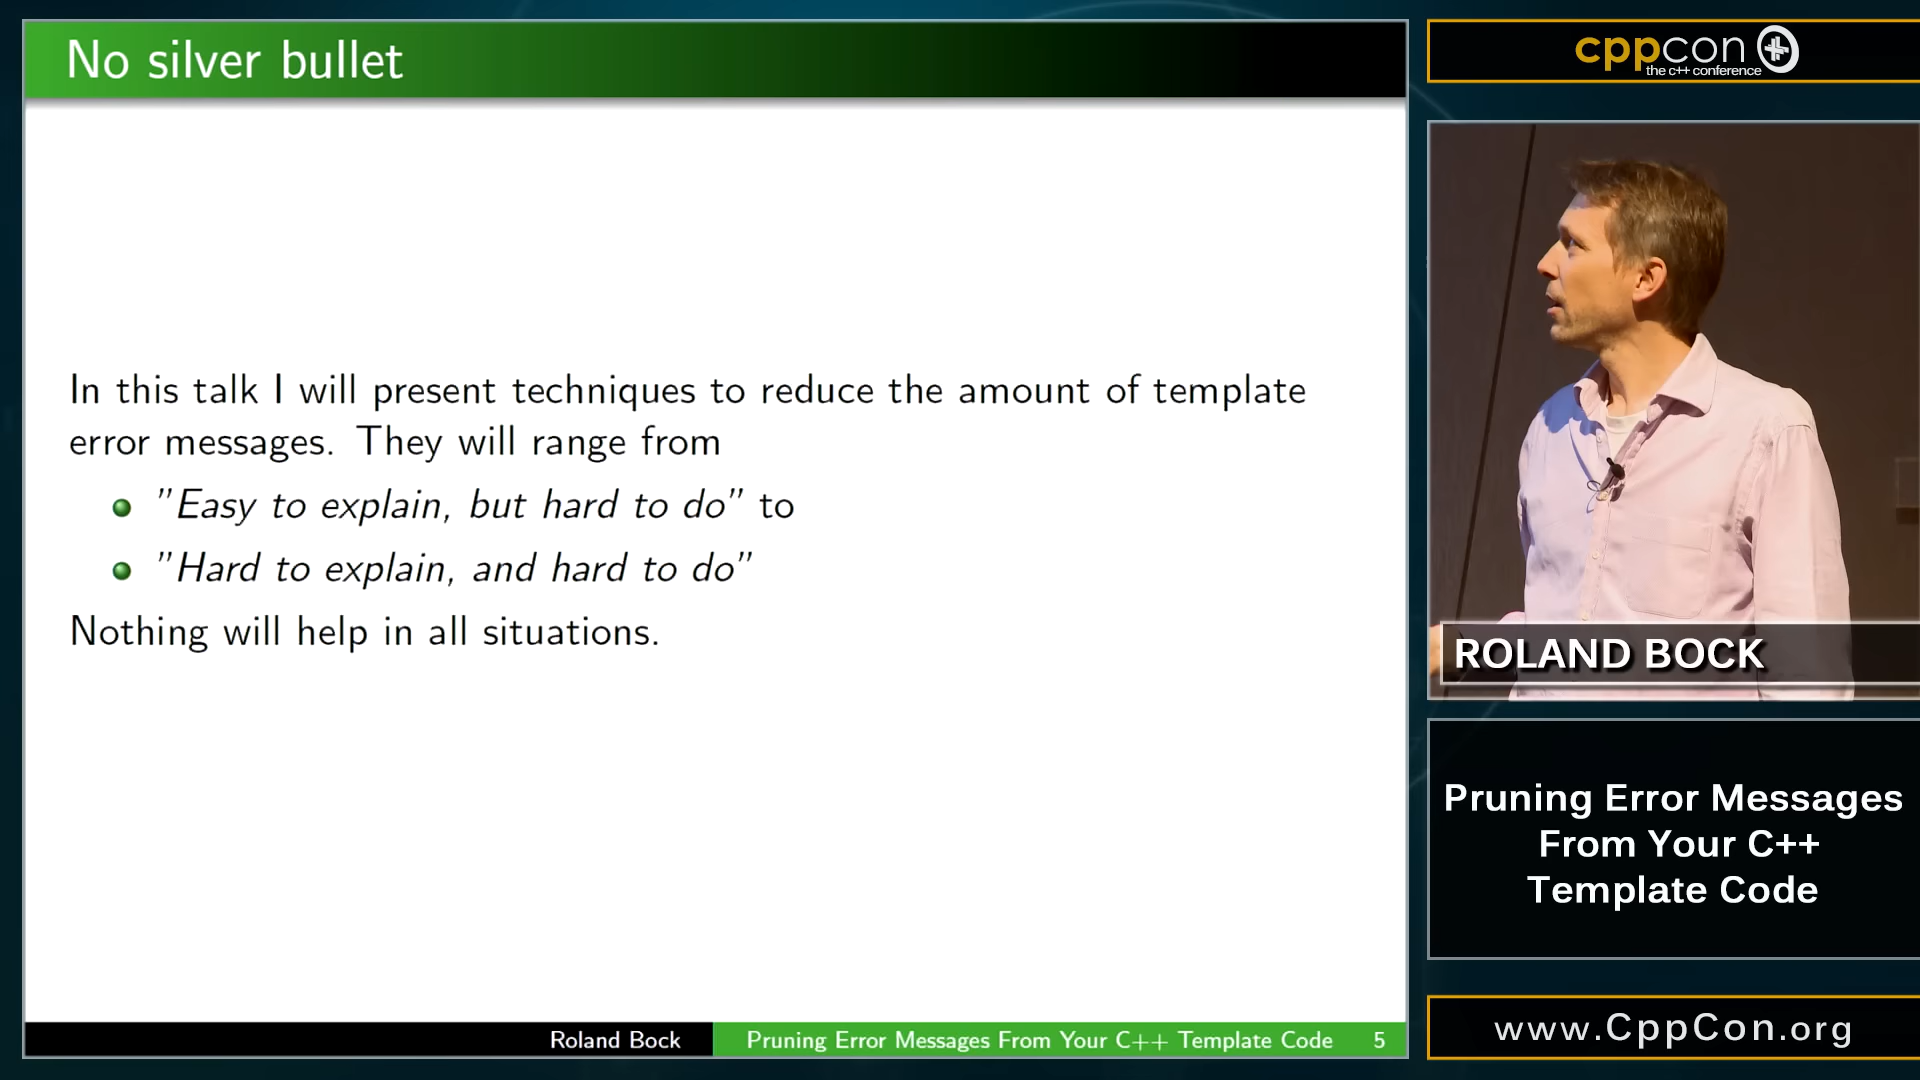 No silver bullet
In this talk I will present techniques to reduce the amount of template
error messages. They will range from
"Easy to explain, but hard to do" to
"Hard to explain, and hard to do"
Nothing will help in all situations.
Roland Bock
Pruning Error Messages From Your C++ Template Code 5
cppcon
the c++ conference
ROLAND BOCK
Pruning Error Messages
From Your C++
Template Code
www.CppCon.org